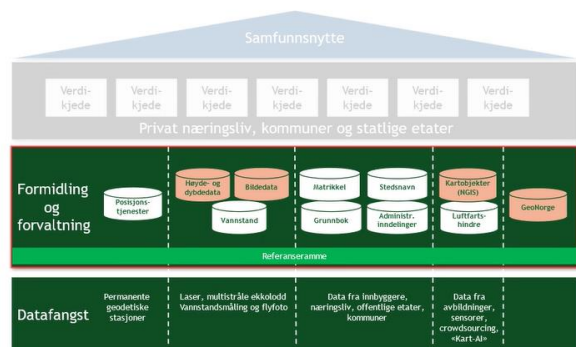 Samfunnsnytte
Verdi-
kjede
Verdi-
kjede
Verdi-
kjede
Verdi-
kjede
Verdi-
kjede
Verdi-
kjede
Verdi-
kjede
Privat næringsliv, kommuner og statlige etater
Formidling
og
forvaltning
Posisjons-
tjenester
Høyde- og
dybdedata
Bildedata
Vannstand
Matrikkel
Stedsnavn
Grunnbok
Administr.
inndelinger
Kartobjekter
(NGIS)
Luftfarts-
hindre
GeoNorge
Referanseramme
Datafangst
Permanente
geodetiske
stasjoner
Laser, multistråle ekkolodd
Vannstandsmåling og flyfoto
Data fra innbyggere,
næringsliv, offentlige etater,
kommuner
Data fra
avbildninger,
sensorer,
crowdsourcing,
«Kart-AI»